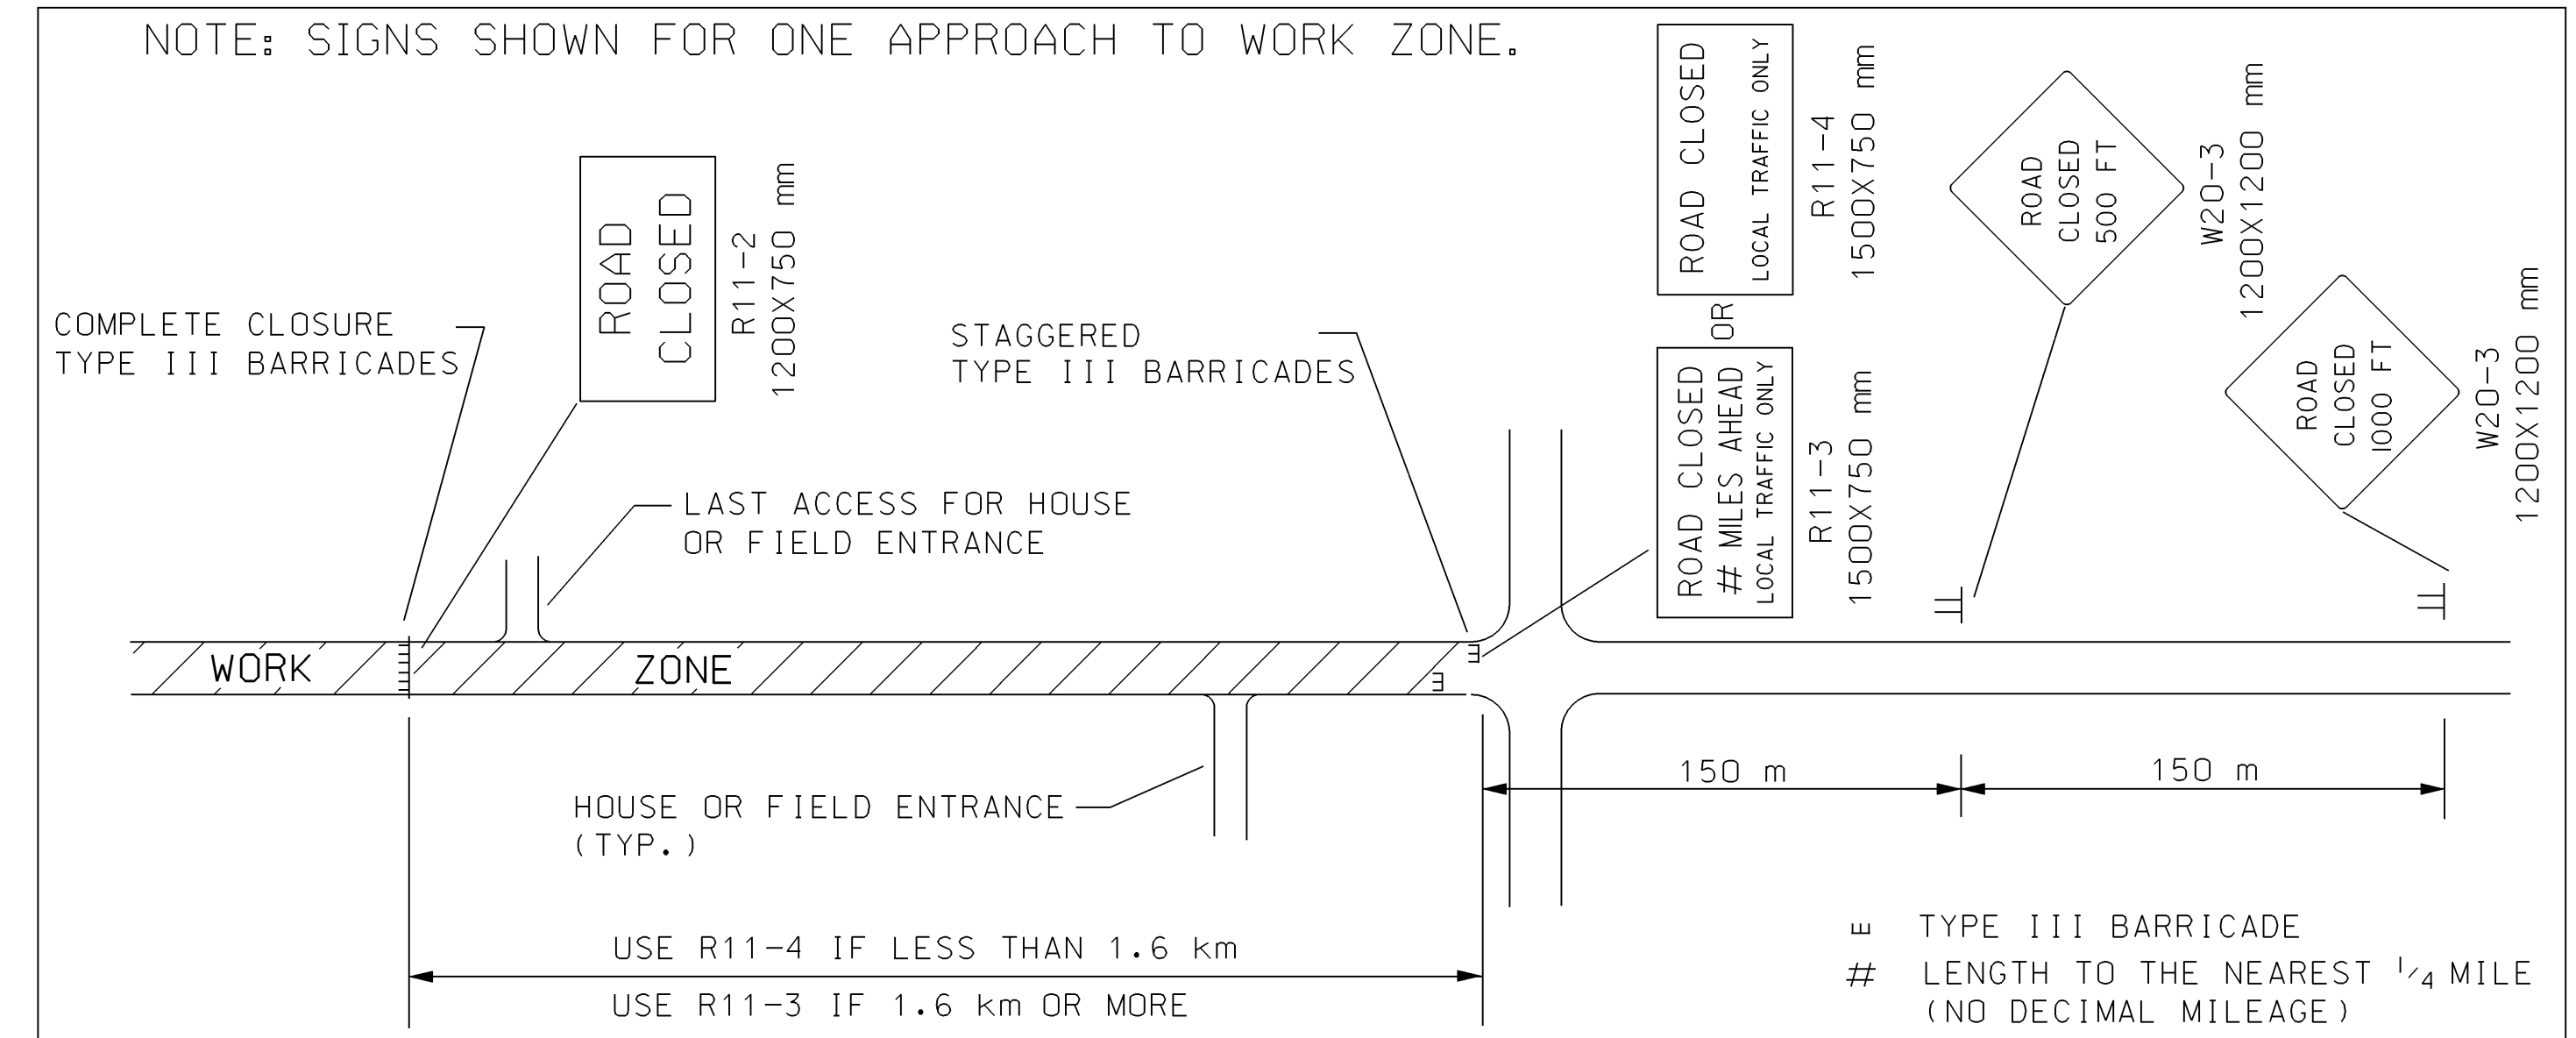 NOTE: SIGNS SHOWN FOR ONE APPROACH TO WORK ZONE.
COMPLETE CLOSURE
TYPE III BARRICADES
ROAD
CLOSED
R11-2
1200X750 mm
LAST ACCESS FOR HOUSE
OR FIELD ENTRANCE
STAGGERED
TYPE III BARRICADES
ROAD CLOSED
LOCAL TRAFFIC ONLY
R11-4
1500X750 mm
OR
ROAD CLOSED
# MILES AHEAD
LOCAL TRAFFIC ONLY
R11-3
1500X750 mm
ROAD
CLOSED
500 FT
W20-3
1200X1200 mm
ROAD
CLOSED
1000 FT
W20-3
1200X1200 mm
WORK ZONE
HOUSE OR FIELD ENTRANCE
(TYP.)
150 m
150 m
USE R11-4 IF LESS THAN 1.6 km
USE R11-3 IF 1.6 km OR MORE
E TYPE III BARRICADE
# LENGTH TO THE NEAREST 1/4 MILE
(NO DECIMAL MILEAGE)